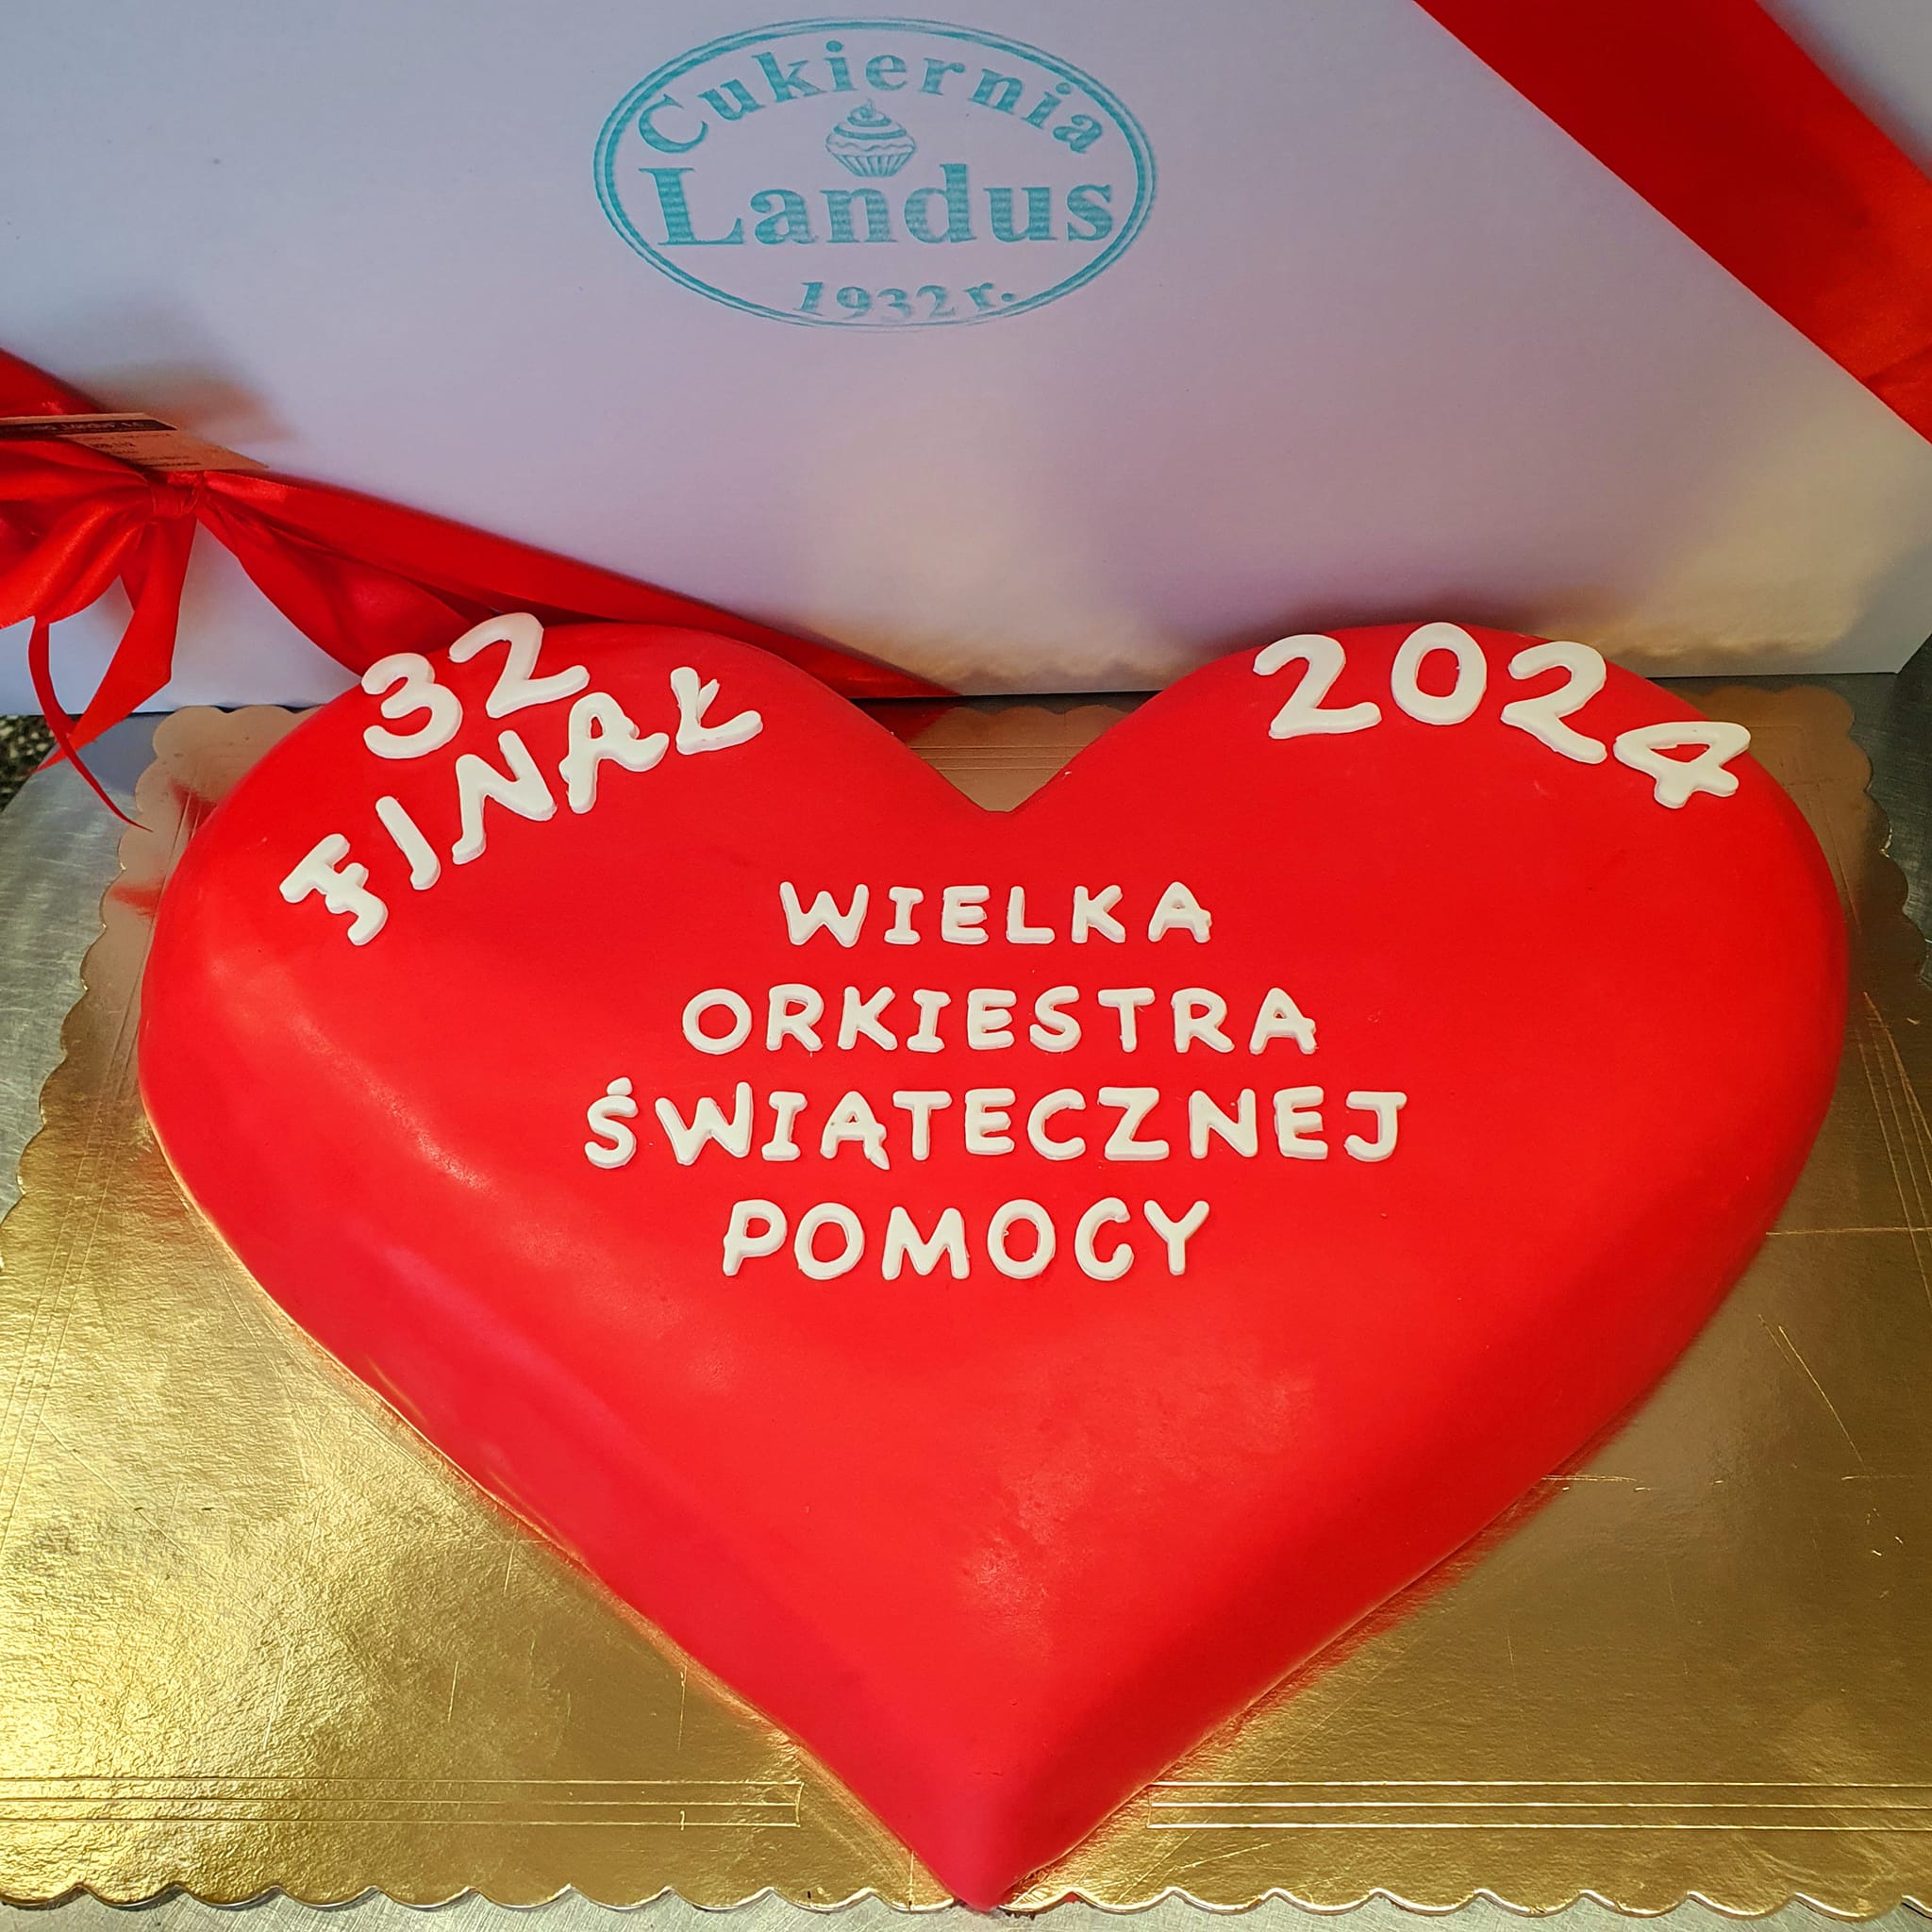 Cukiernia
Landus
1932 r.
32
FINAŁ
2024
WIELKA
ORKIESTRA
ŚWIĄTECZNEJ
POMOCY